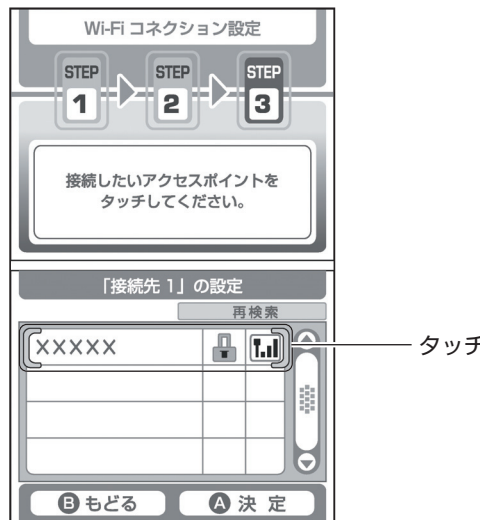 Wi-Fi コネクション設定
STEP 1
STEP 2
STEP 3
接続したいアクセスポイントを
タッチしてください。
「接続先 1」の設定
再検索
×××××
タッチ
B もどる
A 決 定